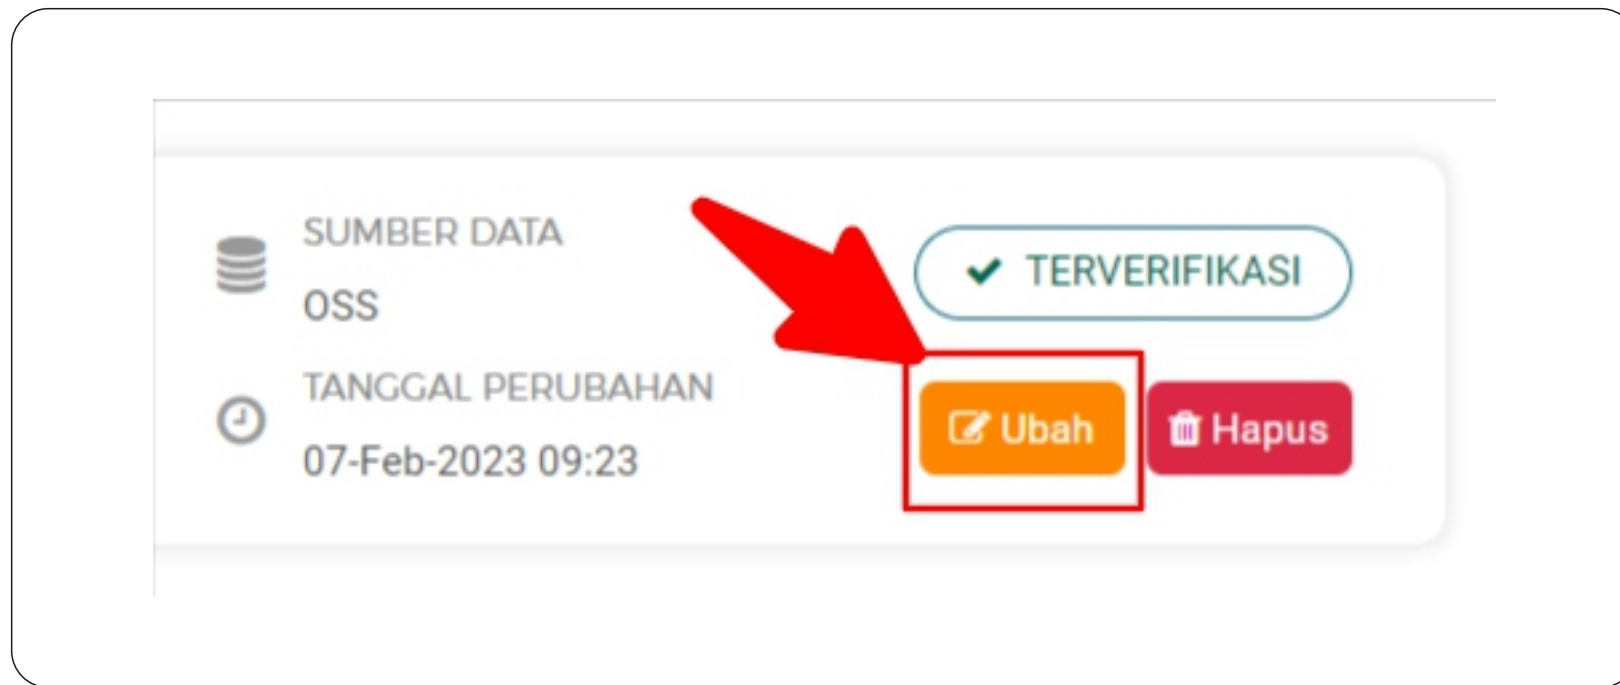 SUMBER DATA
OSS
TANGGAL PERUBAHAN
07-Feb-2023 09:23
TERVERIFIKASI
Ubah
Hapus